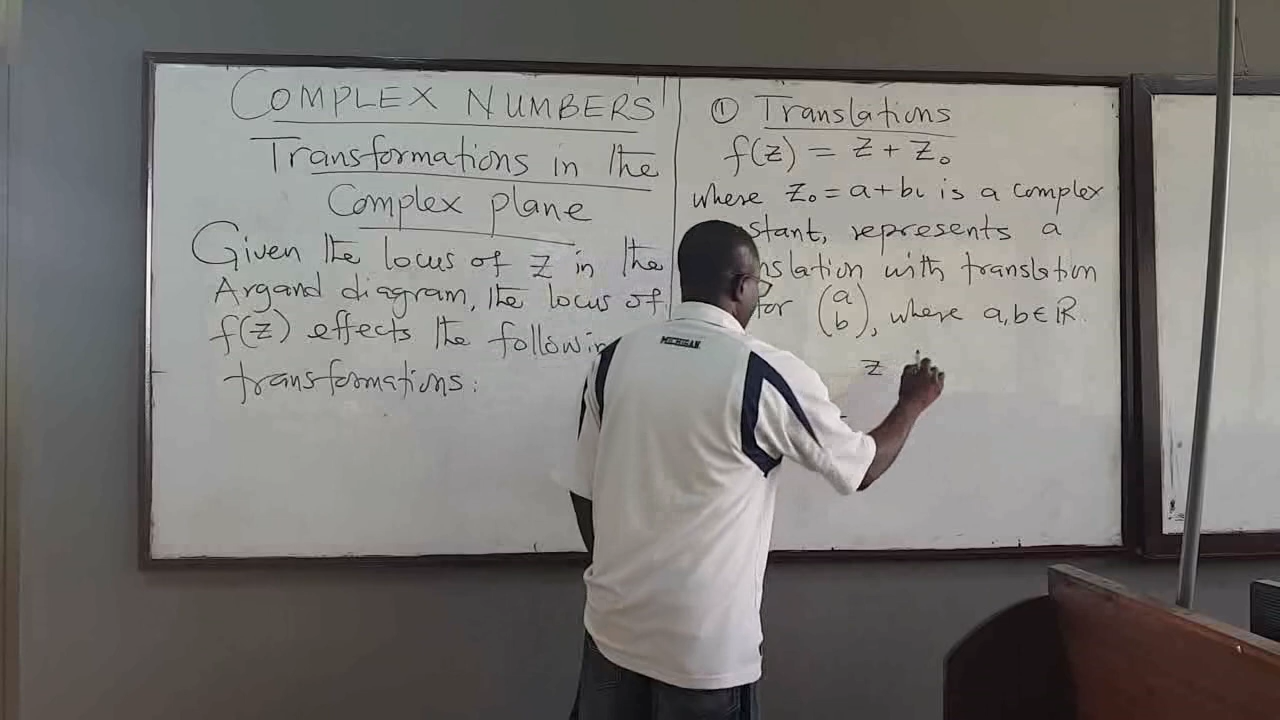 COMPLEX NUMBERS
Transformations in the
Complex plane
Given the locus of z in the
Argand diagram, the locus of
f(z) effects the followin
transformations:
① Translations
f(z) = z + z₀
where z₀ = a + bi is a complex
stant, represents a
nslation with translation
tor (a b), where a, b ∈ ℝ.
z
MICHIGAN